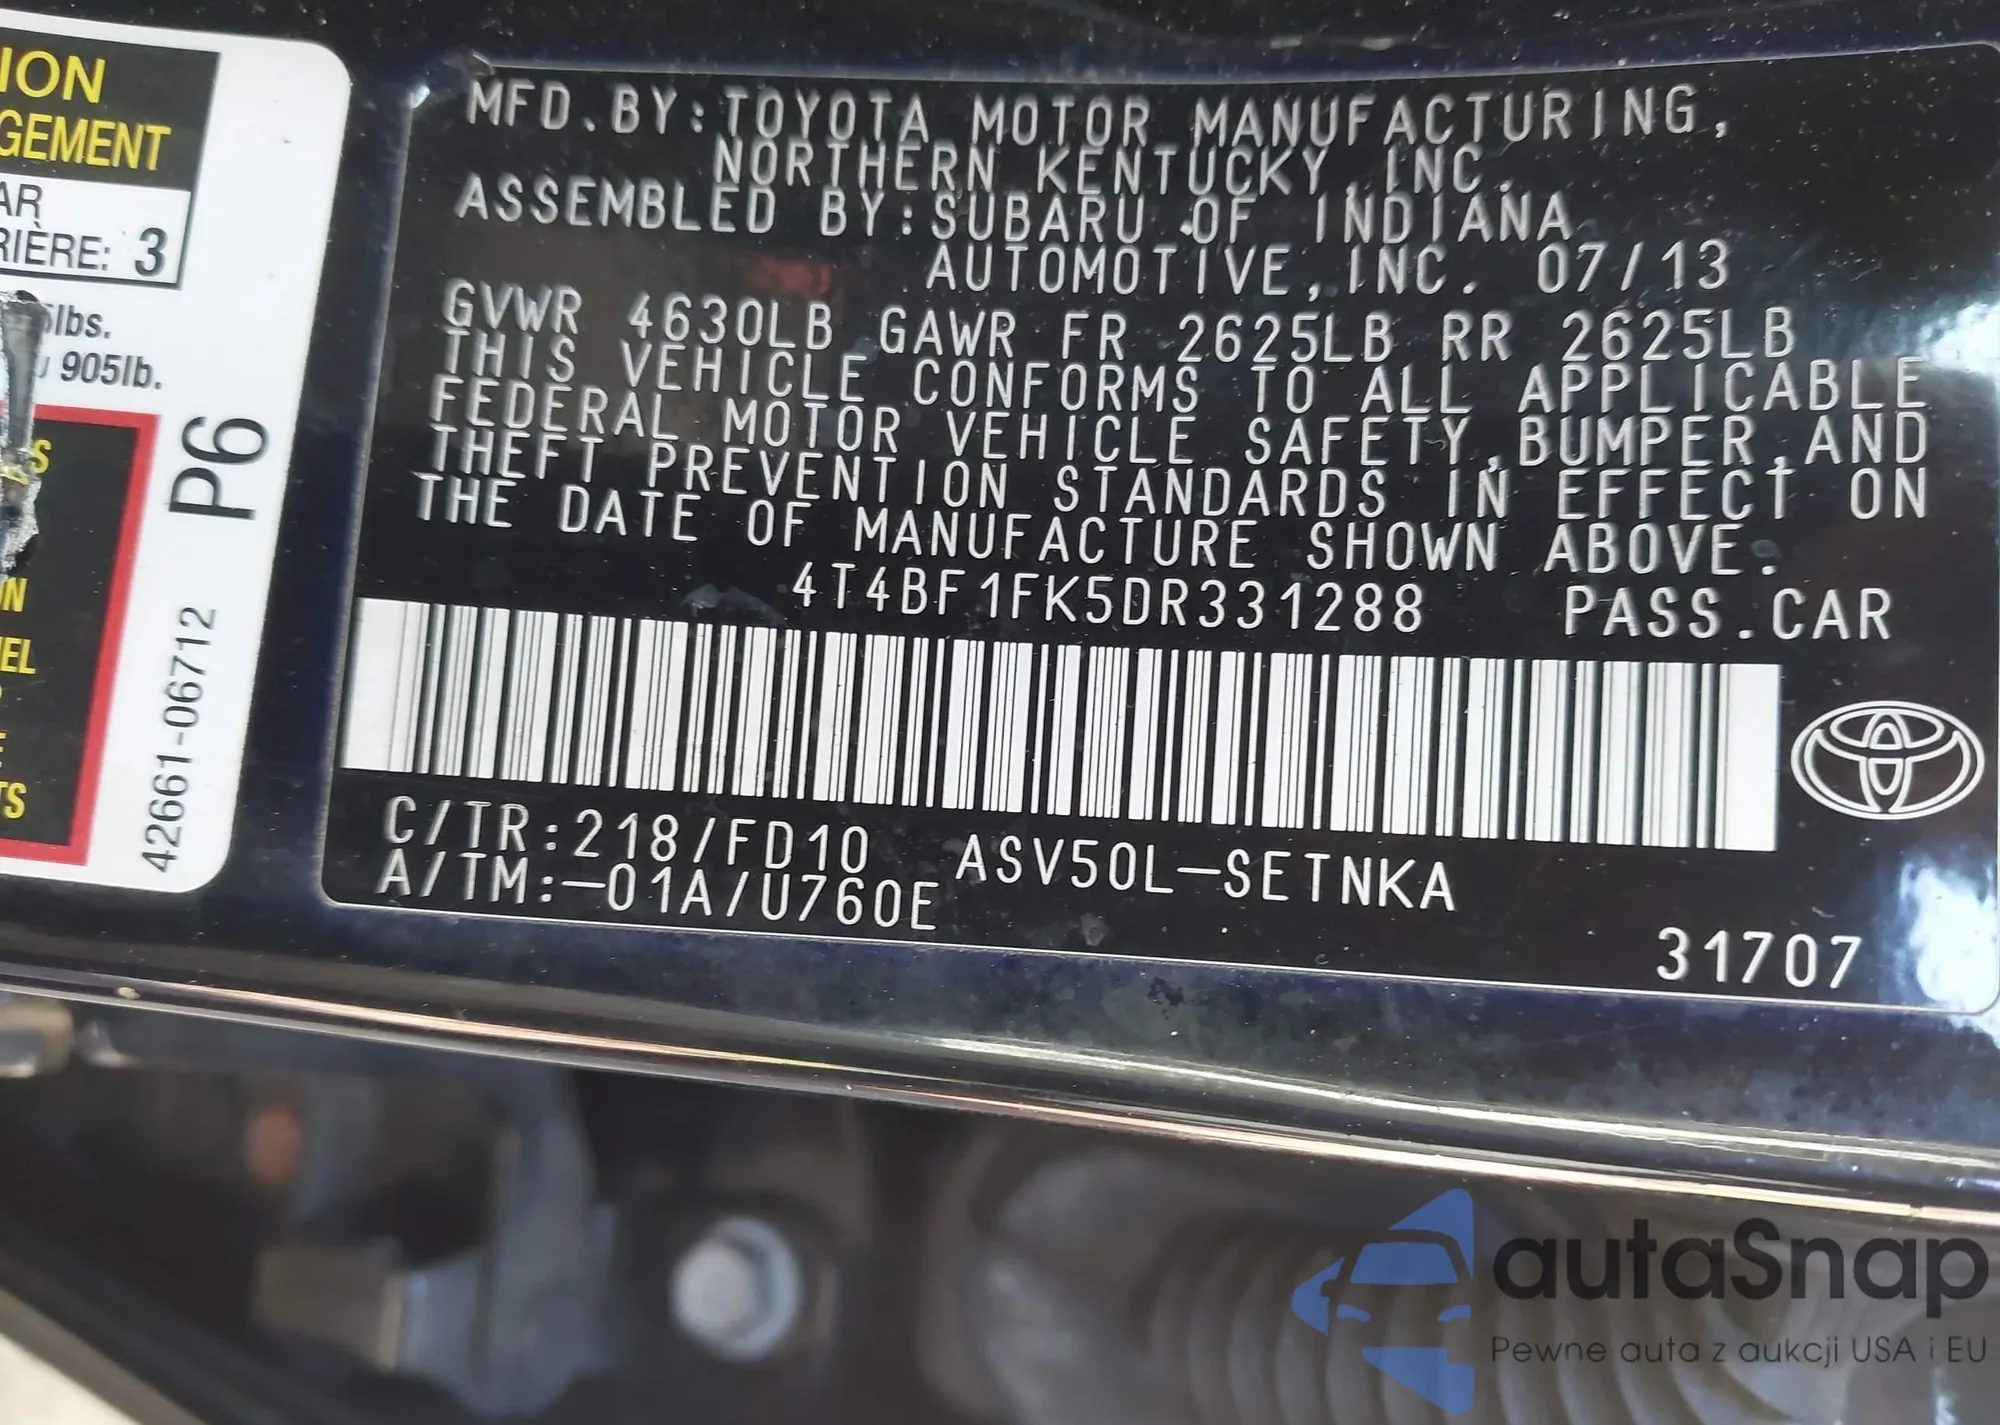 ION
GEMENT
AR
RIÈRE: 3
lbs.
905lb.
P6
42661-06712
S
N
EL
E
TS
MFD.BY:TOYOTA MOTOR MANUFACTURING,
NORTHERN KENTUCKY,INC.
ASSEMBLED BY:SUBARU OF INDIANA
AUTOMOTIVE,INC. 07/13
GVWR 4630LB GAWR FR 2625LB RR 2625LB
THIS VEHICLE CONFORMS TO ALL APPLICABLE
FEDERAL MOTOR VEHICLE SAFETY,BUMPER,AND
THEFT PREVENTION STANDARDS IN EFFECT ON
THE DATE OF MANUFACTURE SHOWN ABOVE.
4T4BF1FK5DR331288 PASS.CAR
C/TR:218/FD10 ASV50L-SETNKA
A/TM:-01A/U760E
31707
autaSnap
Pewne auta z aukcji USA i EU